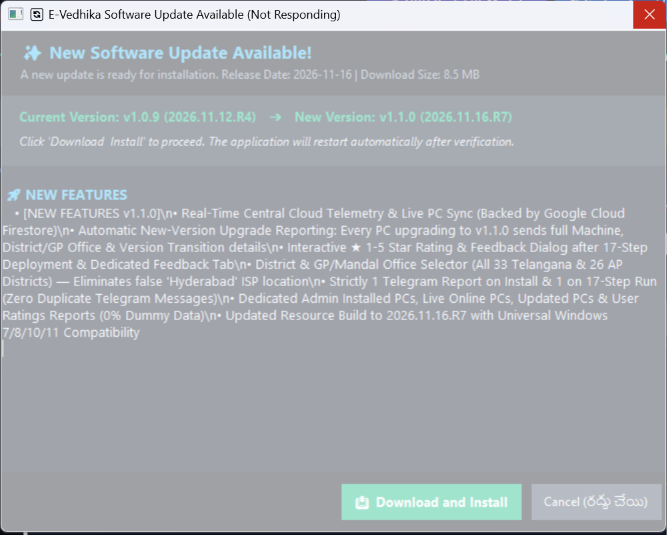 E-Vedhika Software Update Available (Not Responding)
✨ New Software Update Available!
A new update is ready for installation. Release Date: 2026-11-16 | Download Size: 8.5 MB
Current Version: v1.0.9 (2026.11.12.R4) ➔ New Version: v1.1.0 (2026.11.16.R7)
Click 'Download  Install' to proceed. The application will restart automatically after verification.
🚀 NEW FEATURES
• [NEW FEATURES v1.1.0]\n• Real-Time Central Cloud Telemetry & Live PC Sync (Backed by Google Cloud
Firestore)\n• Automatic New-Version Upgrade Reporting: Every PC upgrading to v1.1.0 sends full Machine,
District/GP Office & Version Transition details\n• Interactive ★ 1-5 Star Rating & Feedback Dialog after 17-Step
Deployment & Dedicated Feedback Tab\n• District & GP/Mandal Office Selector (All 33 Telangana & 26 AP
Districts) — Eliminates false 'Hyderabad' ISP location\n• Strictly 1 Telegram Report on Install & 1 on 17-Step Run
(Zero Duplicate Telegram Messages)\n• Dedicated Admin Installed PCs, Live Online PCs, Updated PCs & User
Ratings Reports (0% Dummy Data)\n• Updated Resource Build to 2026.11.16.R7 with Universal Windows
7/8/10/11 Compatibility
Download and Install
Cancel (రద్దు చేయి)